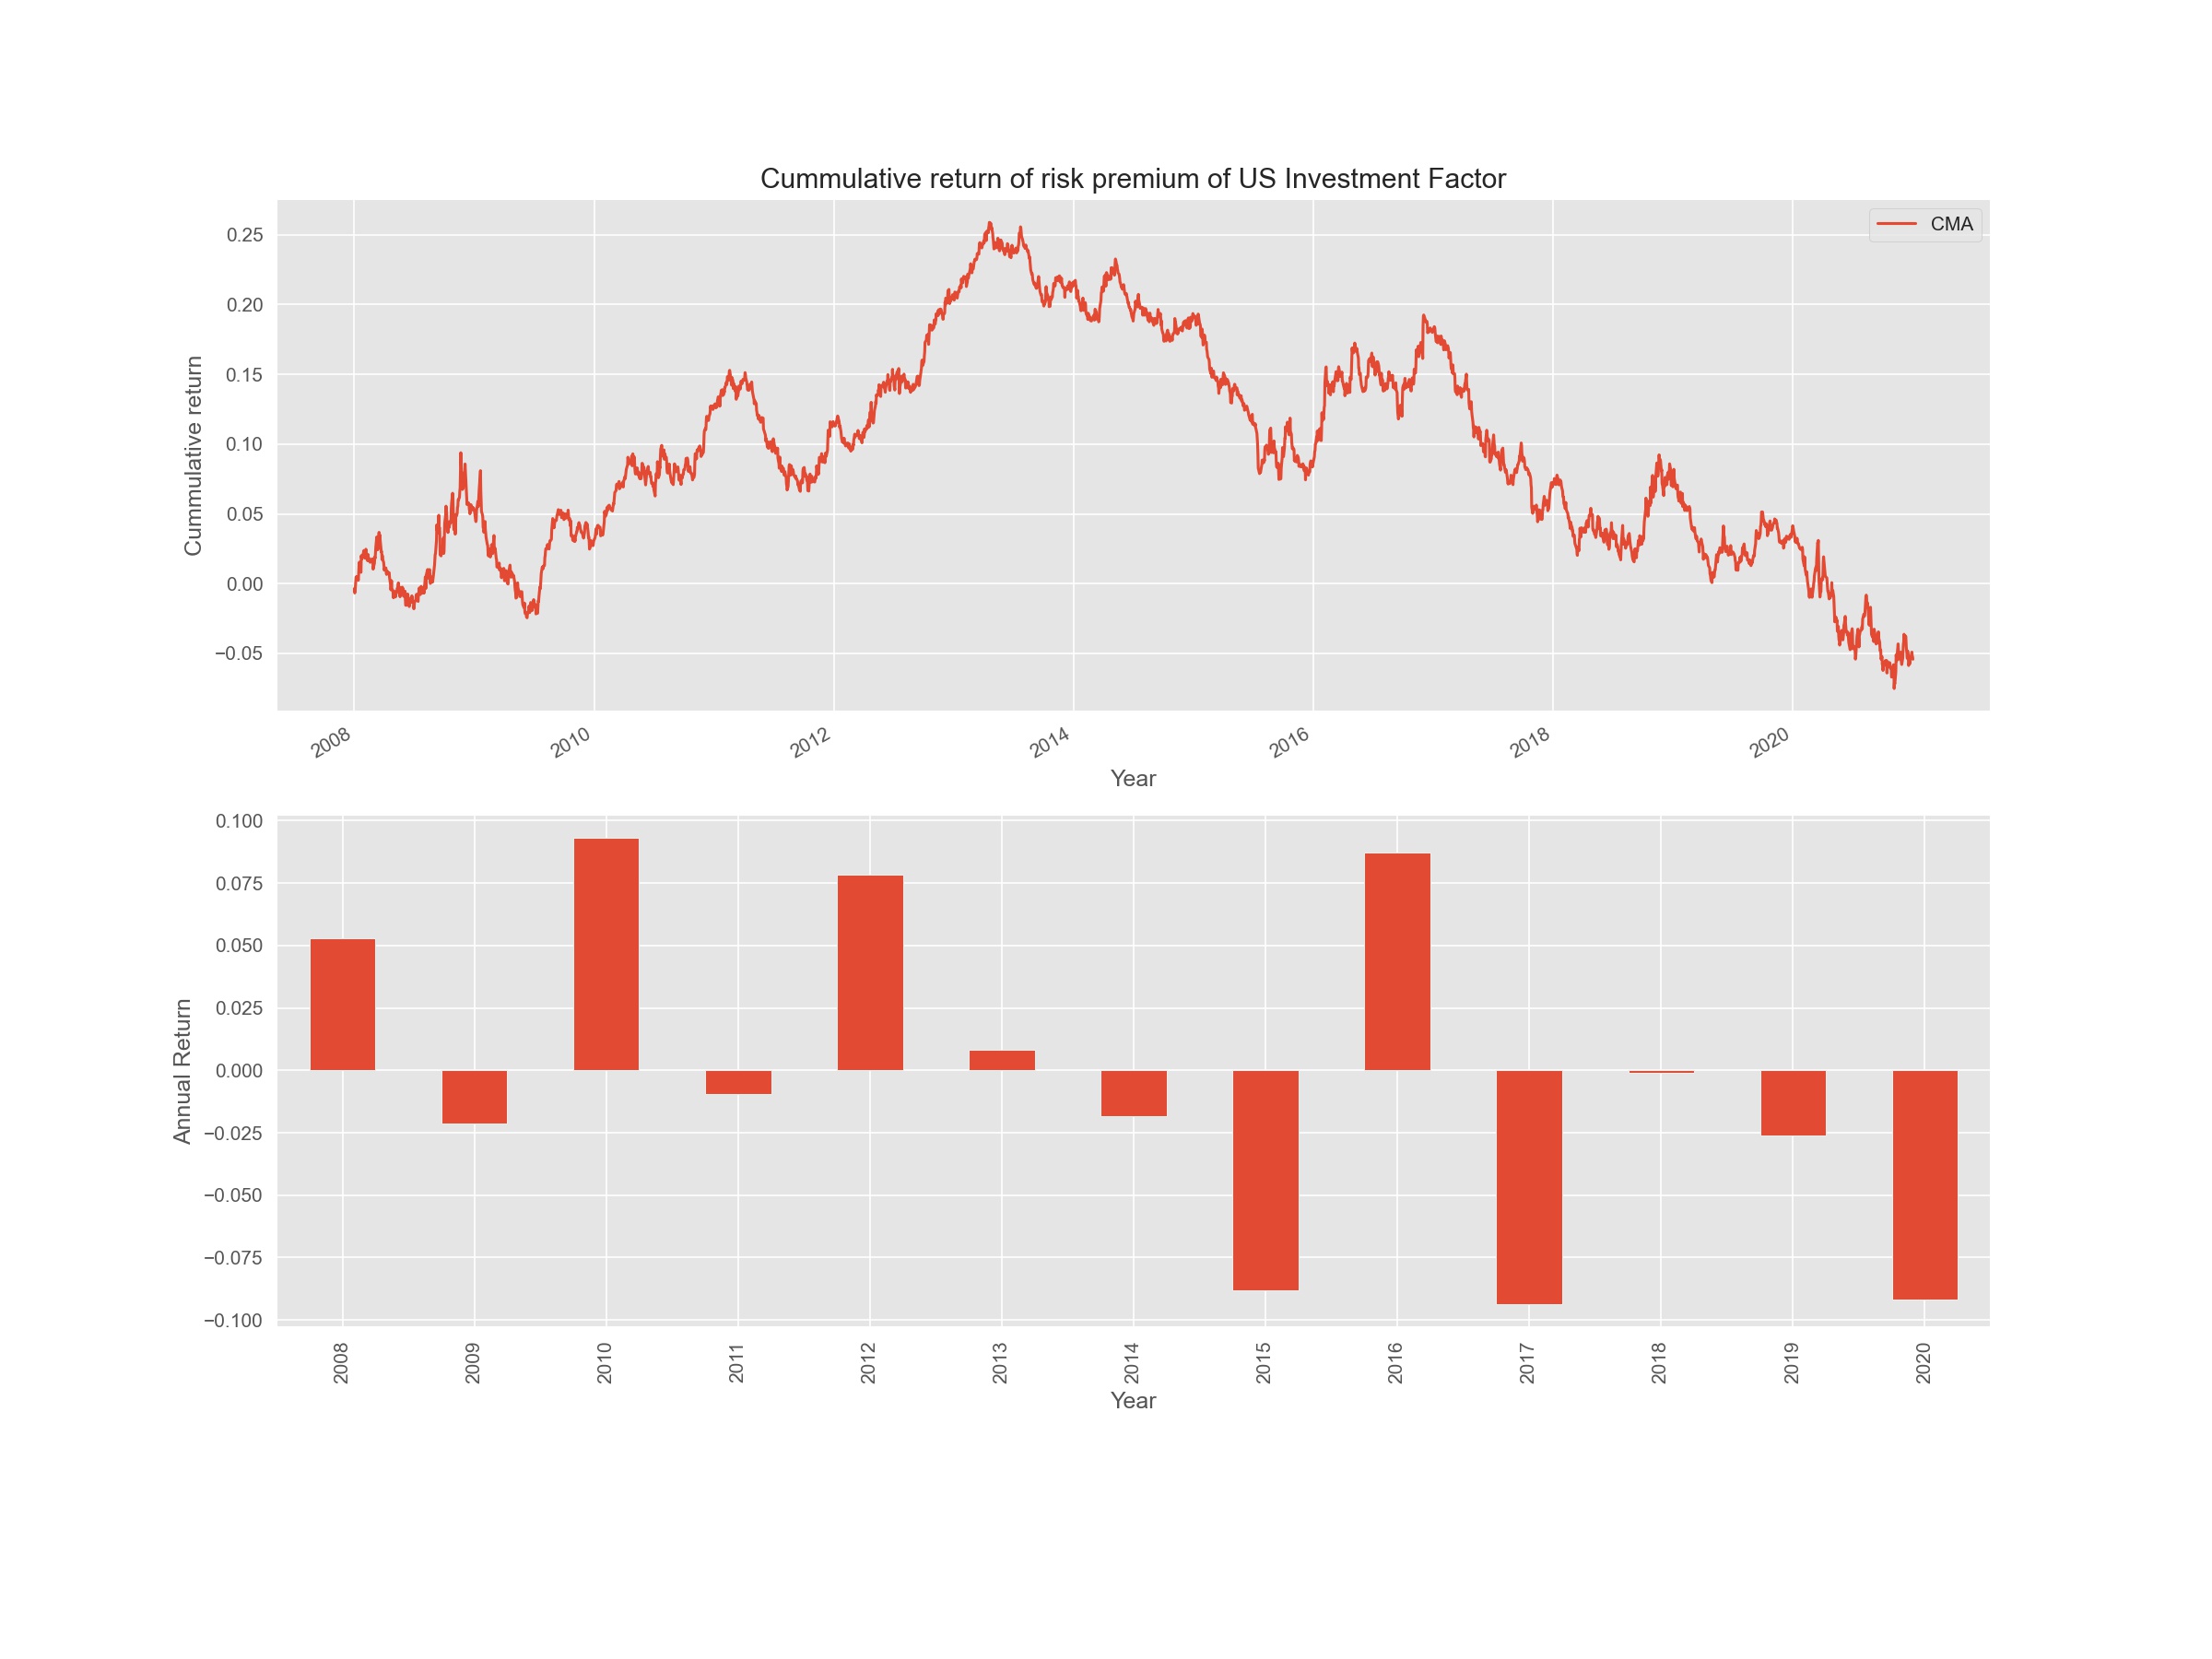 Cummulative return of risk premium of US Investment Factor
CMA
Cummulative return
0.25
0.20
0.15
0.10
0.05
0.00
−0.05
2008 2010 2012 2014 2016 2018 2020
Year
Annual Return
0.100
0.075
0.050
0.025
0.000
−0.025
−0.050
−0.075
−0.100
2008 2009 2010 2011 2012 2013 2014 2015 2016 2017 2018 2019 2020
Year